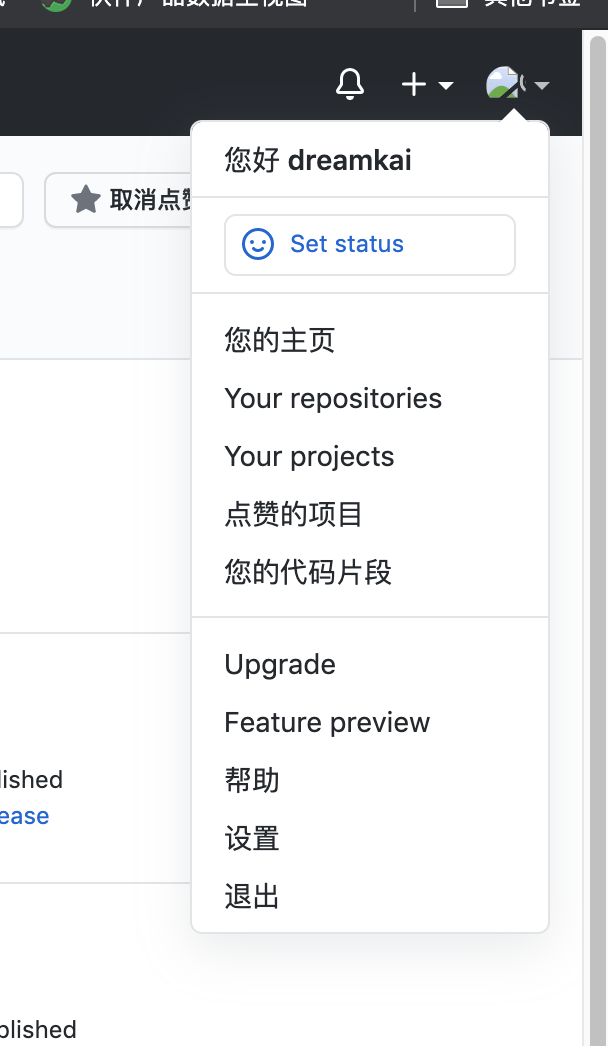 取消点赞
您好 dreamkai
Set status
您的主页
Your repositories
Your projects
点赞的项目
您的代码片段
Upgrade
Feature preview
帮助
设置
退出
lished
ease
blished